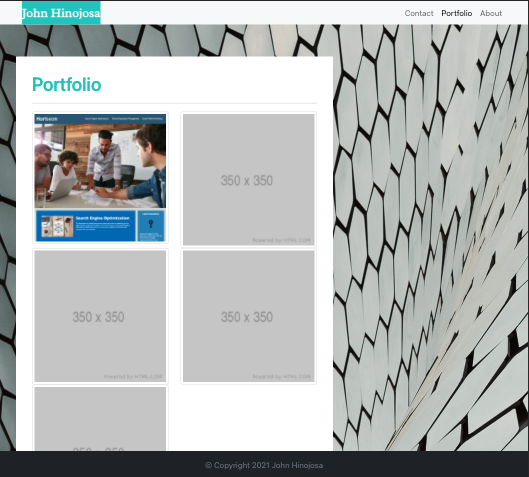 John Hinojosa
Contact Portfolio About
Portfolio
Horiseon
Search Engine Optimization
350 x 350
Powered by HTML.COM
350 x 350
Powered by HTML.COM
350 x 350
Powered by HTML.COM
© Copyright 2021 John Hinojosa